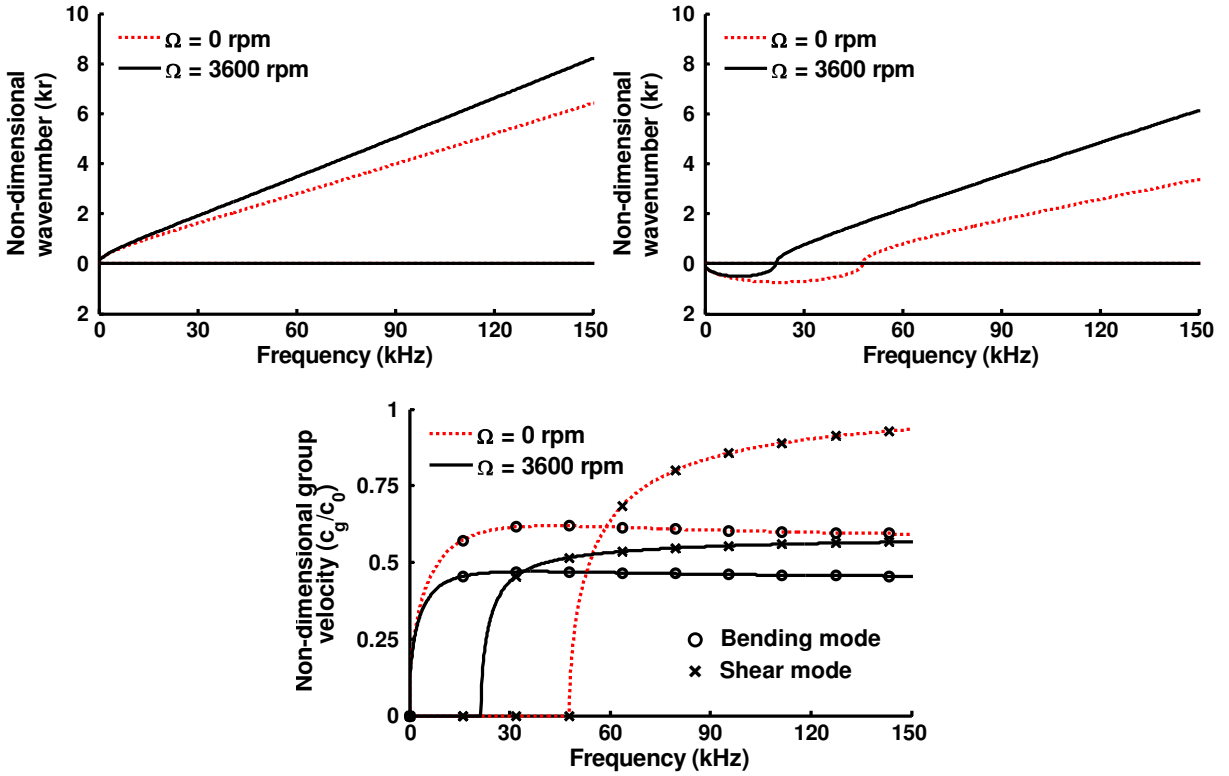 10
8
6
4
2
0
2
Ω = 0 rpm
Ω = 3600 rpm
Non-dimensional
wavenumber (kr)
0 30 60 90 120 150
Frequency (kHz)
10
8
6
4
2
0
2
Ω = 0 rpm
Ω = 3600 rpm
Non-dimensional
wavenumber (kr)
0 30 60 90 120 150
Frequency (kHz)
1
0.75
0.5
0.25
0
Ω = 0 rpm
Ω = 3600 rpm
Non-dimensional group
velocity (c_g/c_0)
Bending mode
Shear mode
0 30 60 90 120 150
Frequency (kHz)